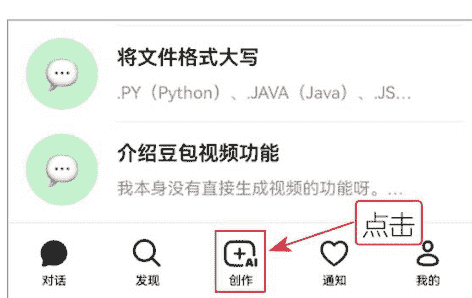 将文件格式大写
.PY（Python）、.JAVA（Java）、.JS...
介绍豆包视频功能
我本身没有直接生成视频的功能呀。...
点击
AI
对话 发现 创作 通知 我的